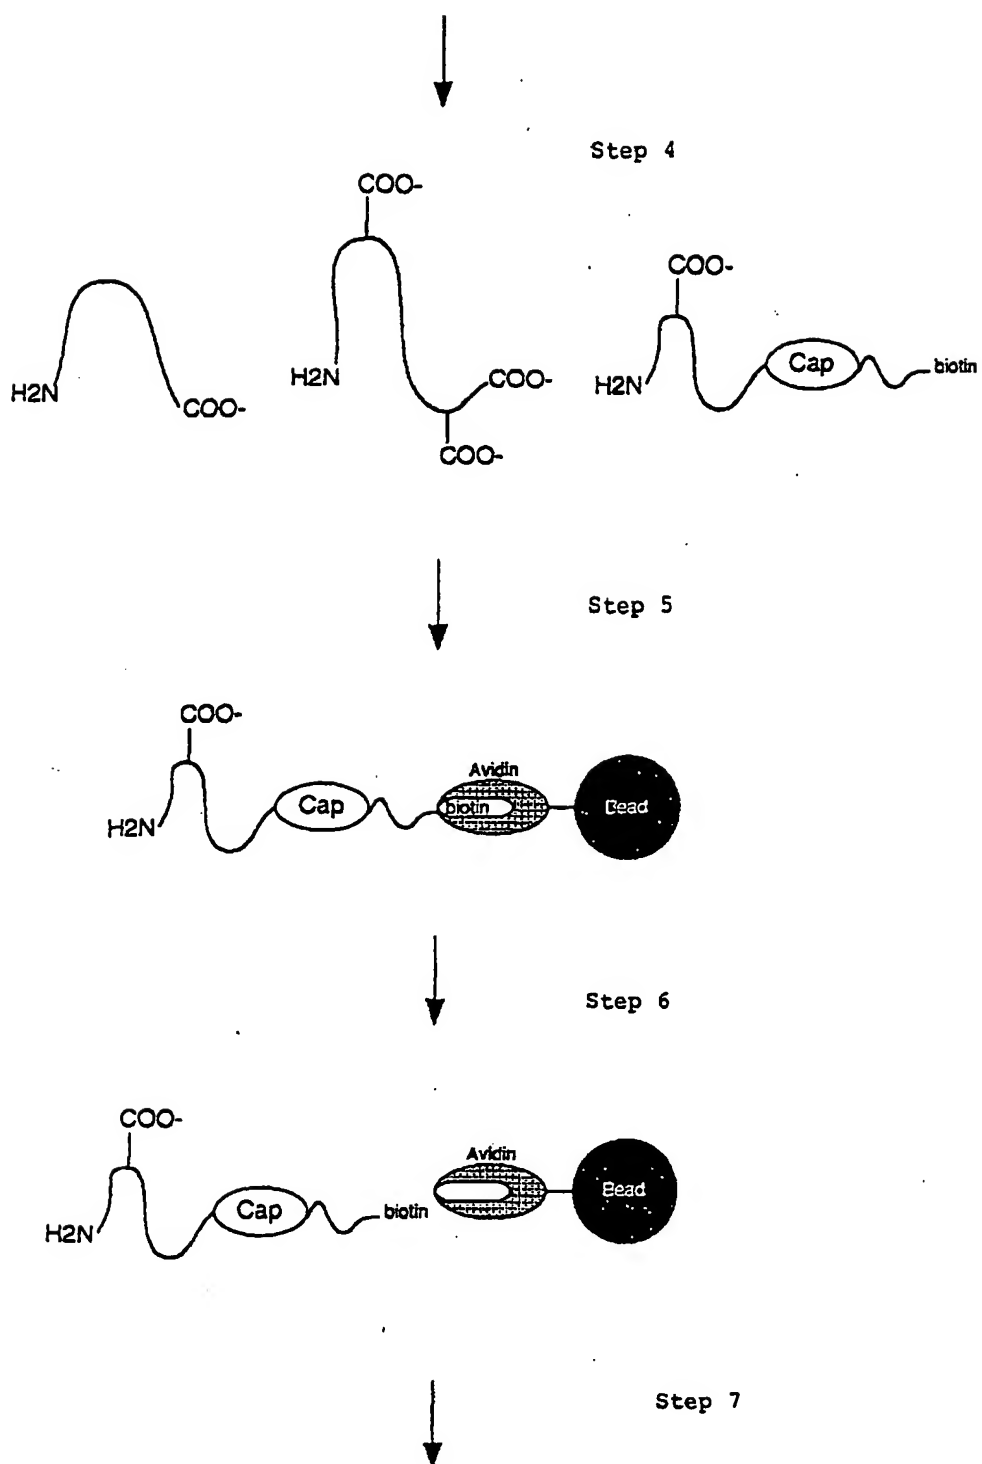 Step 4
COO-
H2N
COO-
H2N
COO-
COO-
COO-
H2N
Cap
biotin
Step 5
COO-
H2N
Cap
Avidin
biotin
Bead
Step 6
COO-
H2N
Cap
biotin
Avidin
Bead
Step 7